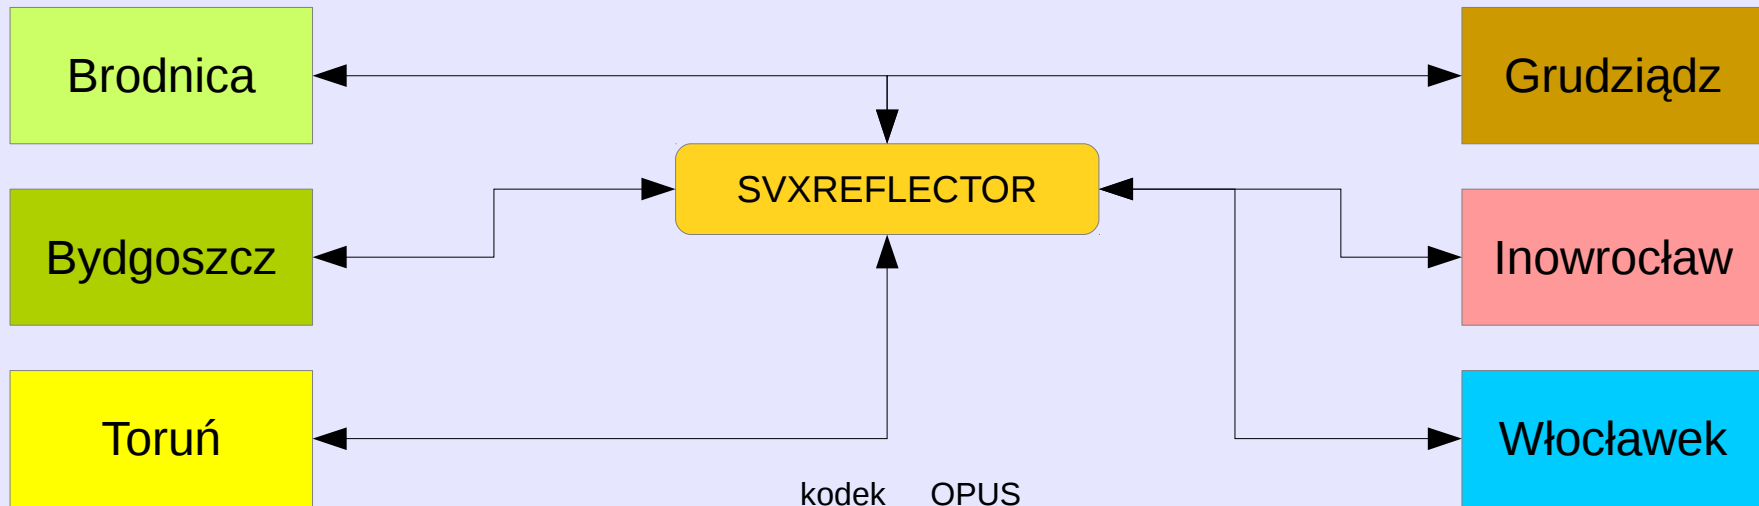 Brodnica
Grudziądz
SVXREFLECTOR
Bydgoszcz
Inowrocław
Toruń
Włocławek
kodek OPUS